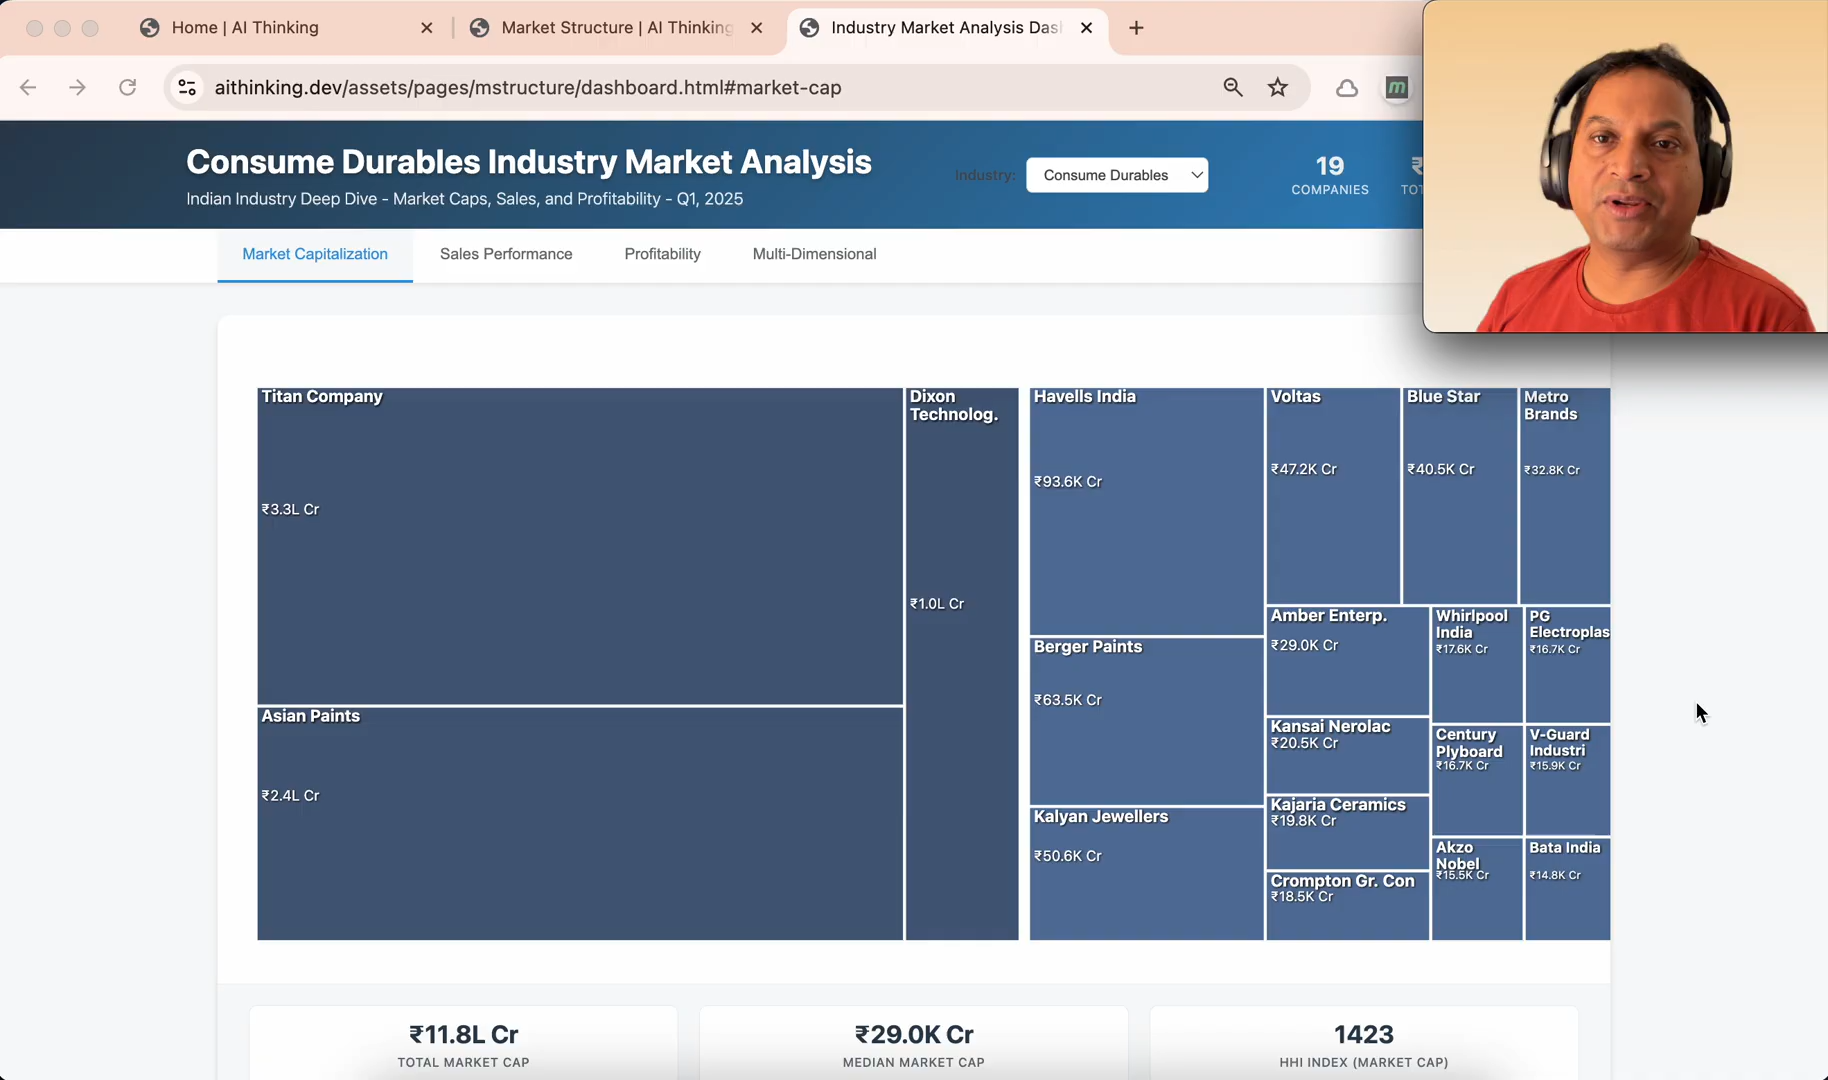 Home | AI Thinking
Market Structure | AI Thinking
Industry Market Analysis Das
aithinking.dev/assets/pages/mstructure/dashboard.html#market-cap
Consume Durables Industry Market Analysis
Indian Industry Deep Dive - Market Caps, Sales, and Profitability - Q1, 2025
Industry:
Consume Durables
19
COMPANIES
₹
TOT
Market Capitalization
Sales Performance
Profitability
Multi-Dimensional
Titan Company
₹3.3L Cr
Asian Paints
₹2.4L Cr
Dixon
Technolog.
₹1.0L Cr
Havells India
₹93.6K Cr
Berger Paints
₹63.5K Cr
Kalyan Jewellers
₹50.6K Cr
Voltas
₹47.2K Cr
Blue Star
₹40.5K Cr
Metro
Brands
₹32.8K Cr
Amber Enterp.
₹29.0K Cr
Kansai Nerolac
₹20.5K Cr
Kajaria Ceramics
₹19.8K Cr
Crompton Gr. Con
₹18.5K Cr
Whirlpool
India
₹17.6K Cr
PG
Electroplas
₹16.7K Cr
Century
Plyboard
₹16.7K Cr
V-Guard
Industri
₹15.9K Cr
Akzo
Nobel
₹15.5K Cr
Bata India
₹14.8K Cr
₹11.8L Cr
TOTAL MARKET CAP
₹29.0K Cr
MEDIAN MARKET CAP
1423
HHI INDEX (MARKET CAP)